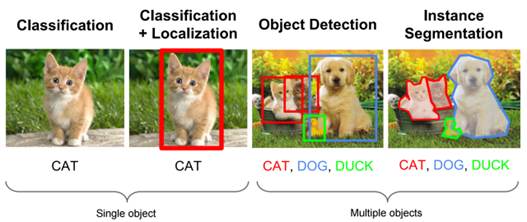 Classification
Classification
+ Localization
Object Detection
Instance
Segmentation
CAT
CAT
CAT, DOG, DUCK
CAT, DOG, DUCK
Single object
Multiple objects